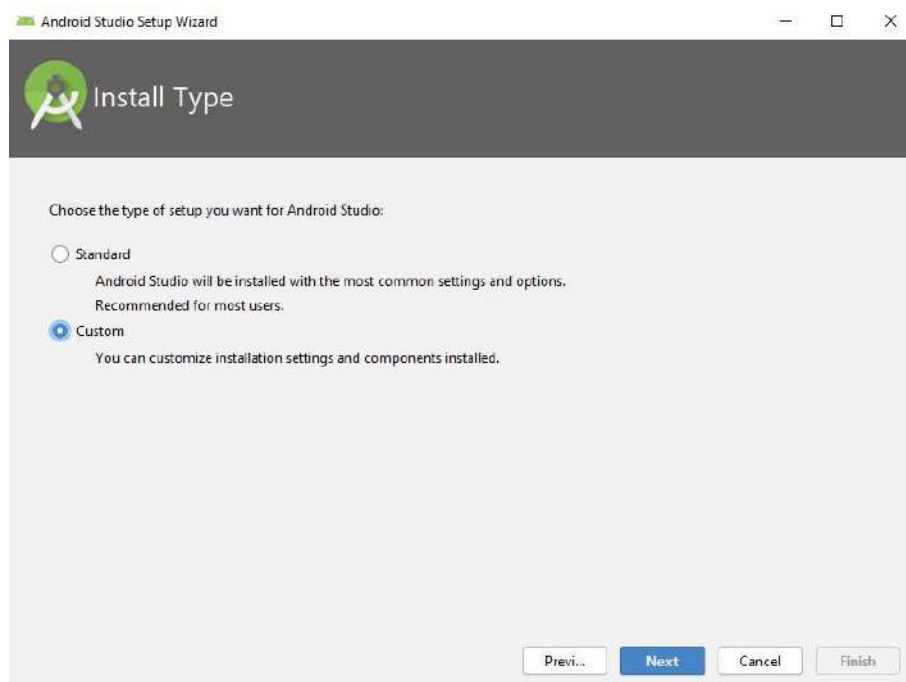 Android Studio Setup Wizard
Install Type
Choose the type of setup you want for Android Studio:
Standard
Android Studio will be installed with the most common settings and options.
Recommended for most users.
Custom
You can customize installation settings and components installed.
Previ... Next Cancel Finish